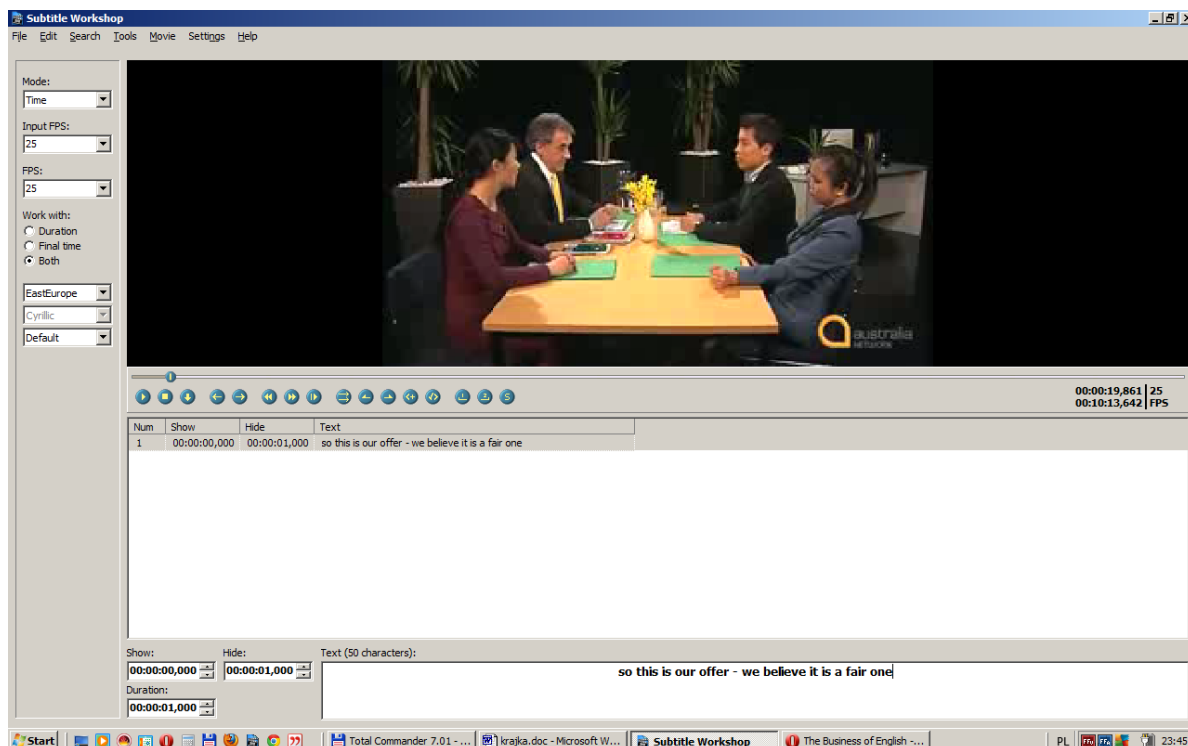 Subtitle Workshop
File Edit Search Tools Movie Settings Help
Mode:
Time
Input FPS:
25
FPS:
25
Work with:
Duration
Final time
Both
EastEurope
Cyrillic
Default
australia
NETWORK
00:00:19,861 25
00:10:13,642 FPS
Num Show Hide Text
1 00:00:00,000 00:00:01,000 so this is our offer - we believe it is a fair one
Show: Hide: Text (50 characters):
00:00:00,000 00:00:01,000 so this is our offer - we believe it is a fair one
Duration:
00:00:01,000
Start Total Commander 7.01 - ... krajka.doc - Microsoft W... Subtitle Workshop The Business of English -... PL 23:45